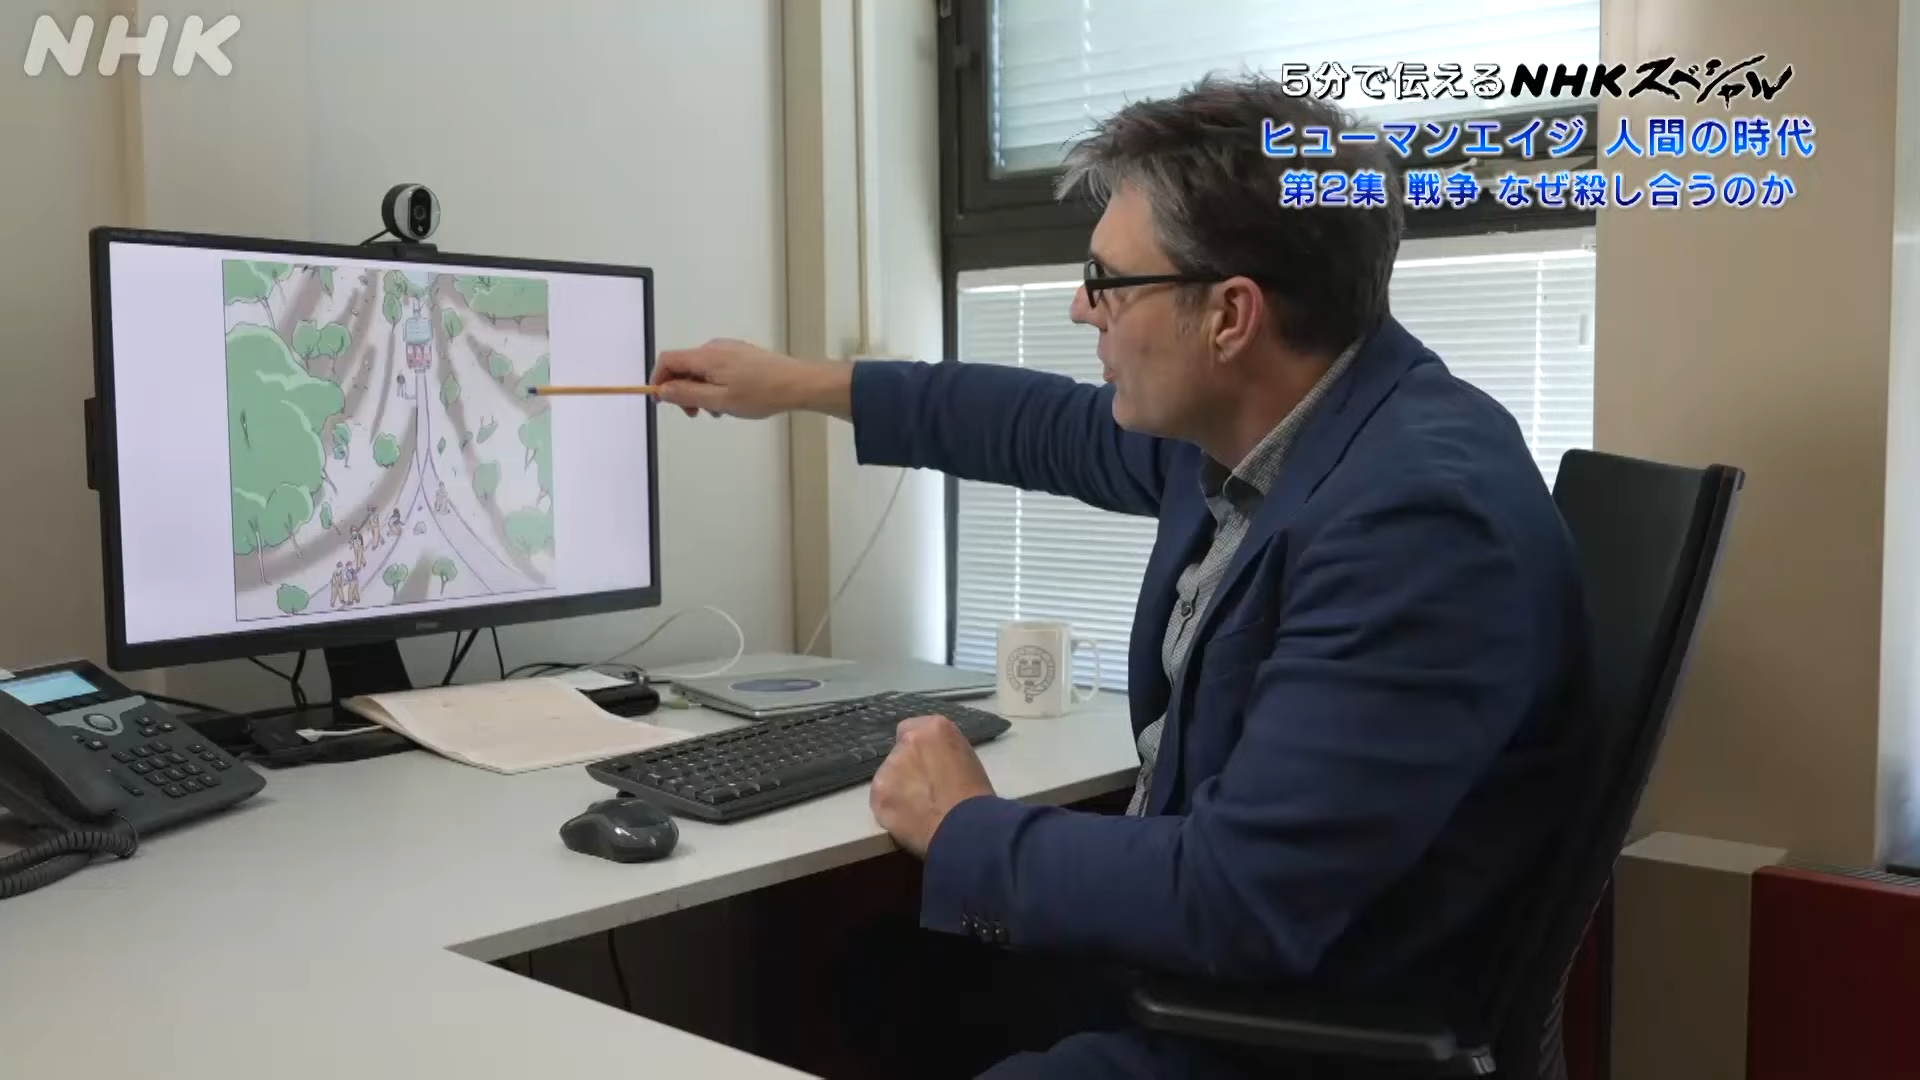 NHK
5分で伝えるNHKスペシャル
ヒューマンエイジ 人間の時代
第2集 戦争 なぜ殺し合うのか